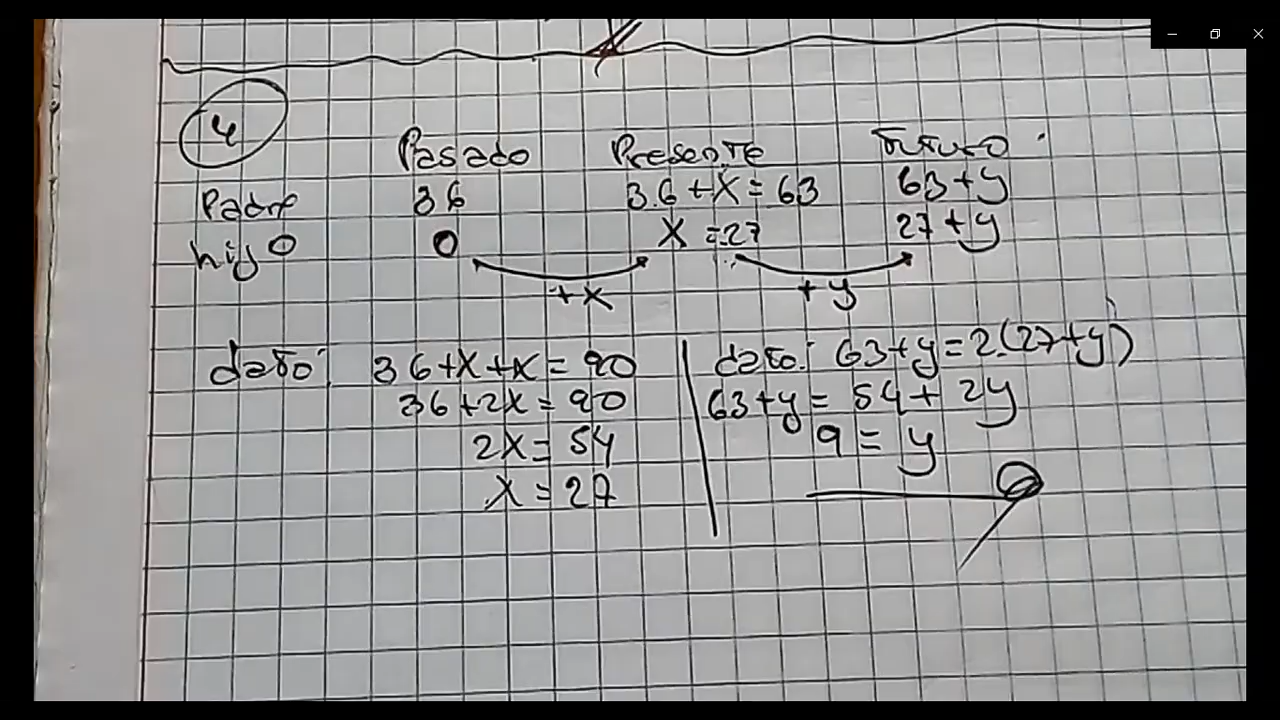 4
Pasado Presente Futuro:
Padre 36 36+x=63 63+y
hijo 0 x=27 27+y
+x +y
dato: 36+x+x=90
36+2x=90
2x=54
x=27
dato: 63+y=2.(27+y)
63+y=54+2y
9=y